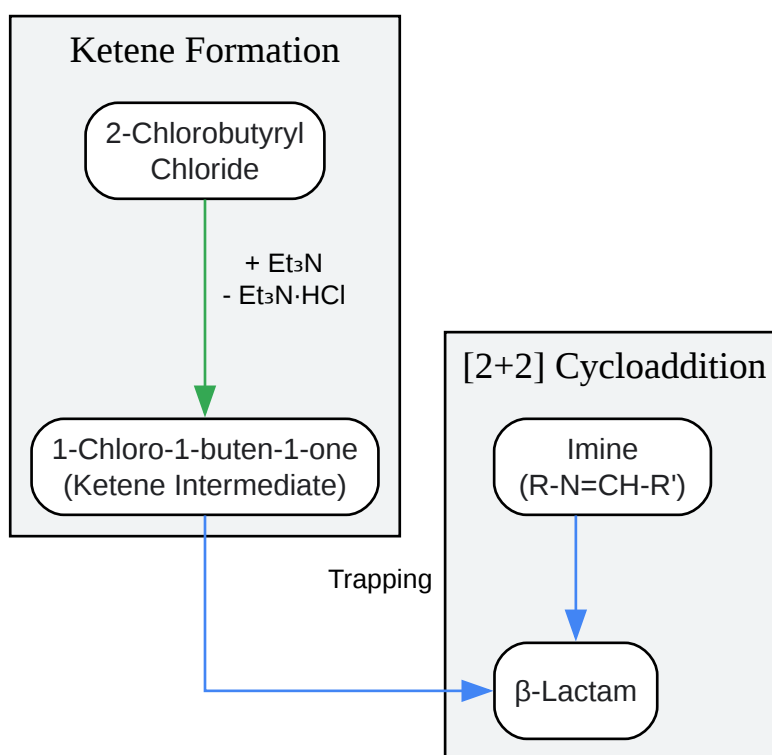 Ketene Formation
2-Chlorobutyryl
Chloride
+ Et₃N
- Et₃N·HCl
1-Chloro-1-buten-1-one
(Ketene Intermediate)
[2+2] Cycloaddition
Imine
(R-N=CH-R')
Trapping
β-Lactam